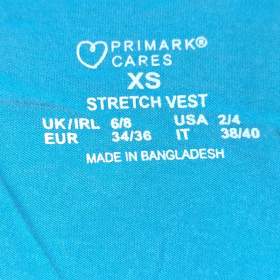 PRIMARK®
CARES
XS
STRETCH VEST
UK/IRL 6/8 USA 2/4
EUR 34/36 IT 38/40
MADE IN BANGLADESH